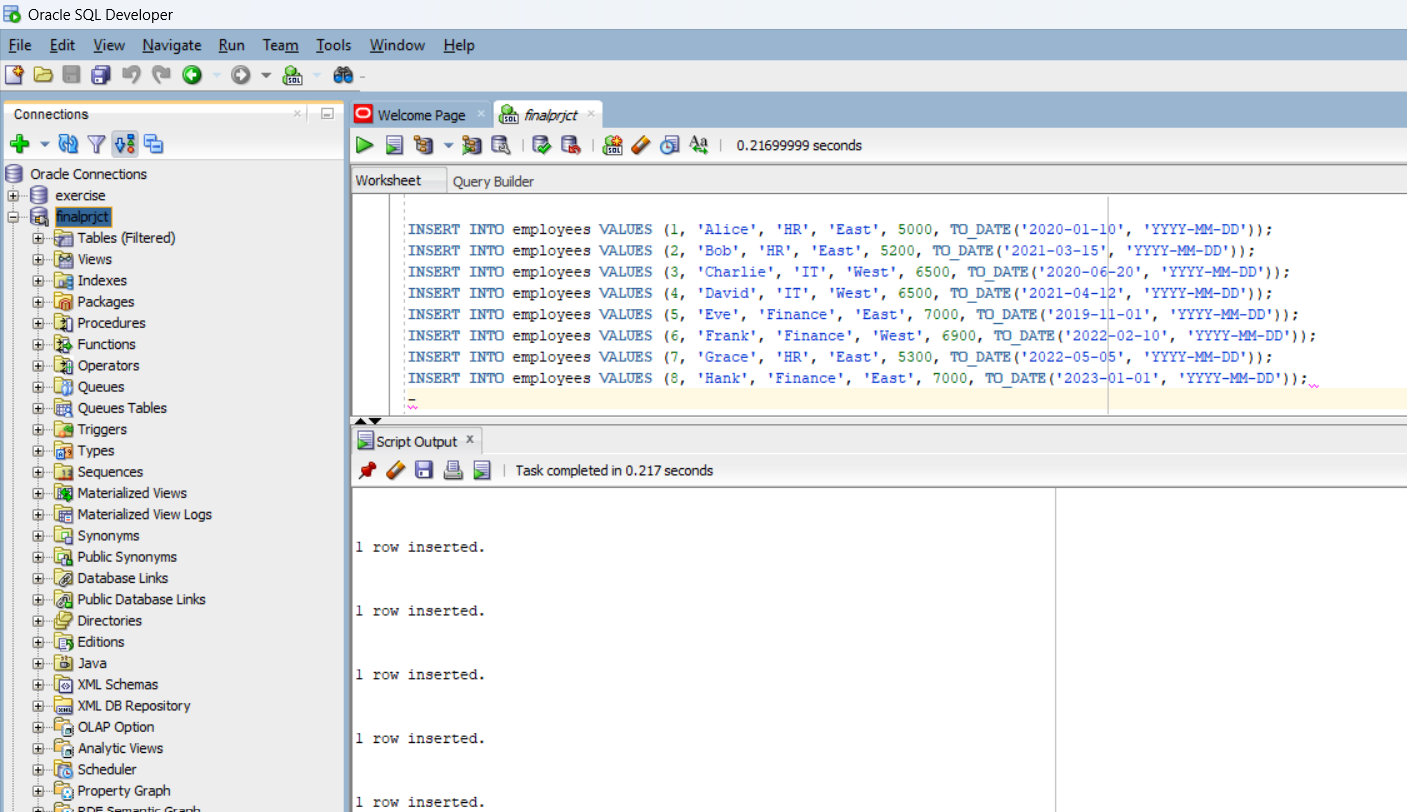 Oracle SQL Developer
File Edit View Navigate Run Team Tools Window Help
Connections
Oracle Connections
exercise
finalprjct
Tables (Filtered)
Views
Indexes
Packages
Procedures
Functions
Operators
Queues
Queues Tables
Triggers
Types
Sequences
Materialized Views
Materialized View Logs
Synonyms
Public Synonyms
Database Links
Public Database Links
Directories
Editions
Java
XML Schemas
XML DB Repository
OLAP Option
Analytic Views
Scheduler
Property Graph
RDF Semantic Graph
Welcome Page finalprjct
0.21699999 seconds
Worksheet Query Builder
INSERT INTO employees VALUES (1, 'Alice', 'HR', 'East', 5000, TO_DATE('2020-01-10', 'YYYY-MM-DD'));
INSERT INTO employees VALUES (2, 'Bob', 'HR', 'East', 5200, TO_DATE('2021-03-15', 'YYYY-MM-DD'));
INSERT INTO employees VALUES (3, 'Charlie', 'IT', 'West', 6500, TO_DATE('2020-06-20', 'YYYY-MM-DD'));
INSERT INTO employees VALUES (4, 'David', 'IT', 'West', 6500, TO_DATE('2021-04-12', 'YYYY-MM-DD'));
INSERT INTO employees VALUES (5, 'Eve', 'Finance', 'East', 7000, TO_DATE('2019-11-01', 'YYYY-MM-DD'));
INSERT INTO employees VALUES (6, 'Frank', 'Finance', 'West', 6900, TO_DATE('2022-02-10', 'YYYY-MM-DD'));
INSERT INTO employees VALUES (7, 'Grace', 'HR', 'East', 5300, TO_DATE('2022-05-05', 'YYYY-MM-DD'));
INSERT INTO employees VALUES (8, 'Hank', 'Finance', 'East', 7000, TO_DATE('2023-01-01', 'YYYY-MM-DD'));
-
Script Output
Task completed in 0.217 seconds
1 row inserted.
1 row inserted.
1 row inserted.
1 row inserted.
1 row inserted.